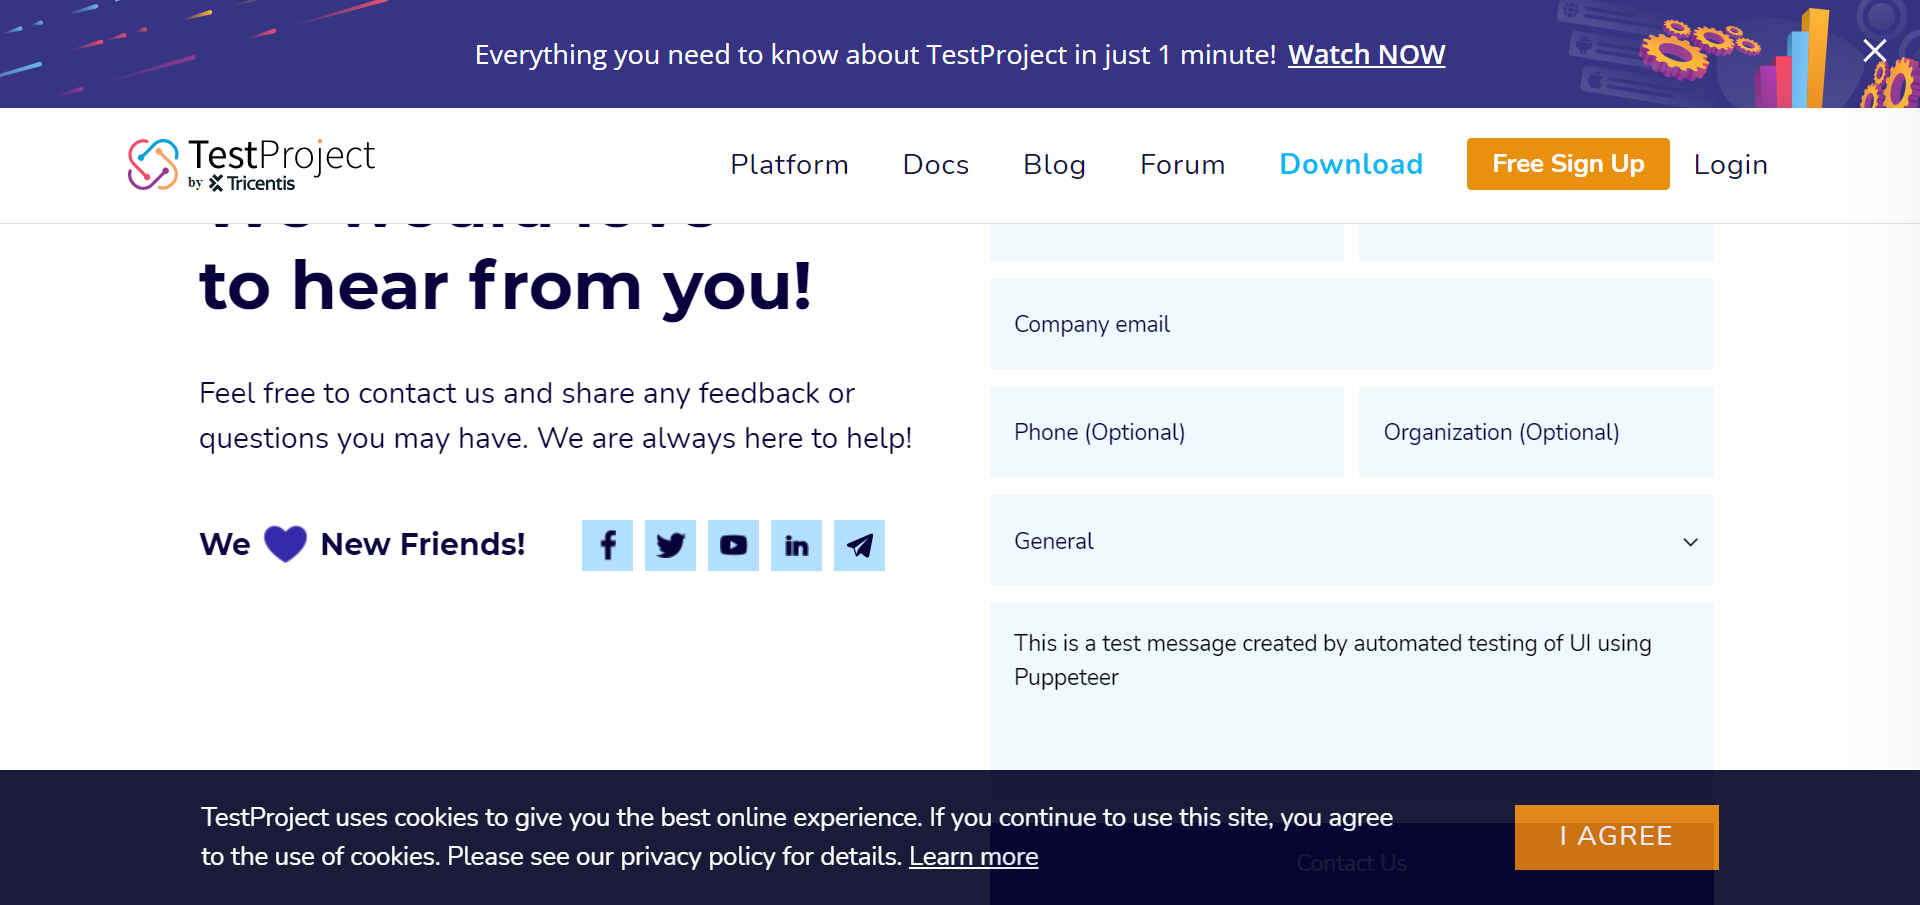 Everything you need to know about TestProject in just 1 minute! Watch NOW
TestProject
by Tricentis
Platform
Docs
Blog
Forum
Download
Free Sign Up
Login
We would love
to hear from you!
Feel free to contact us and share any feedback or
questions you may have. We are always here to help!
We New Friends!
Company email
Phone (Optional)
Organization (Optional)
General
This is a test message created by automated testing of UI using
Puppeteer
TestProject uses cookies to give you the best online experience. If you continue to use this site, you agree
to the use of cookies. Please see our privacy policy for details. Learn more
I AGREE
Contact Us